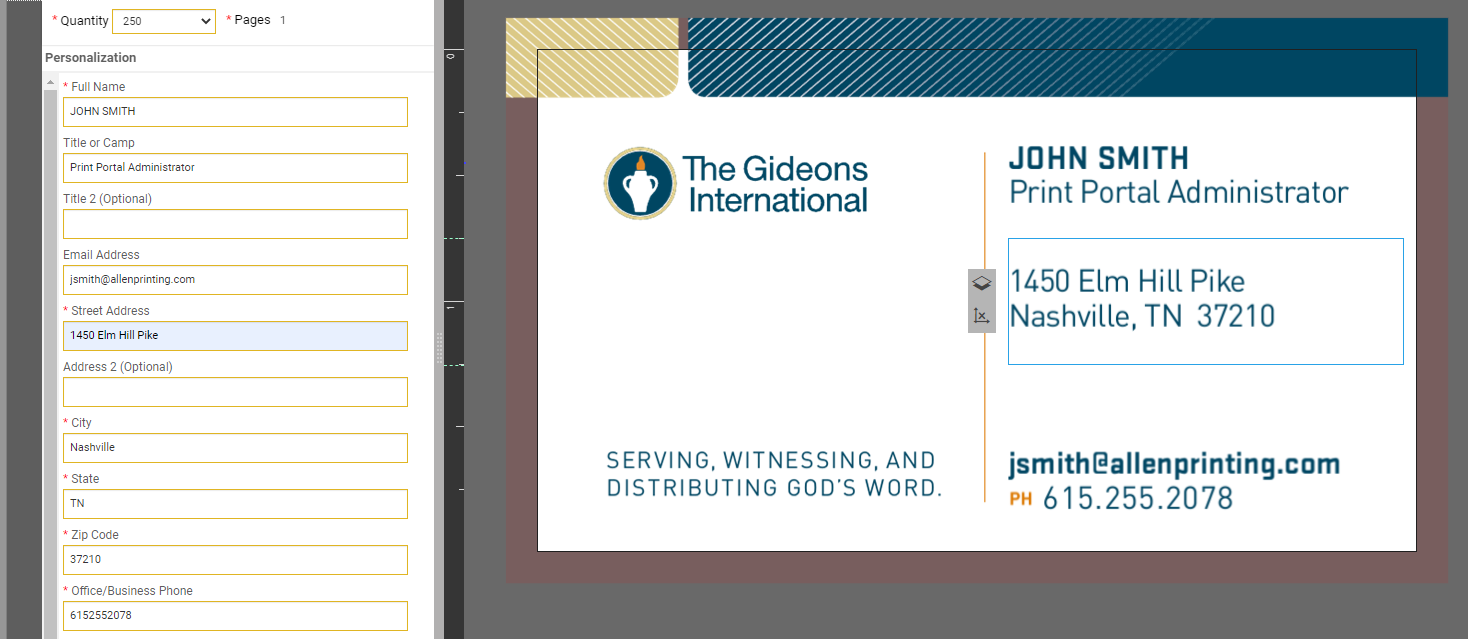 * Quantity 250 * Pages 1
Personalization
* Full Name
JOHN SMITH
Title or Camp
Print Portal Administrator
Title 2 (Optional)
Email Address
jsmith@allenprinting.com
* Street Address
1450 Elm Hill Pike
Address 2 (Optional)
* City
Nashville
* State
TN
* Zip Code
37210
* Office/Business Phone
6152552078
0
1
The Gideons
International
SERVING, WITNESSING, AND
DISTRIBUTING GOD'S WORD.
JOHN SMITH
Print Portal Administrator
1450 Elm Hill Pike
Nashville, TN  37210
jsmith@allenprinting.com
PH 615.255.2078